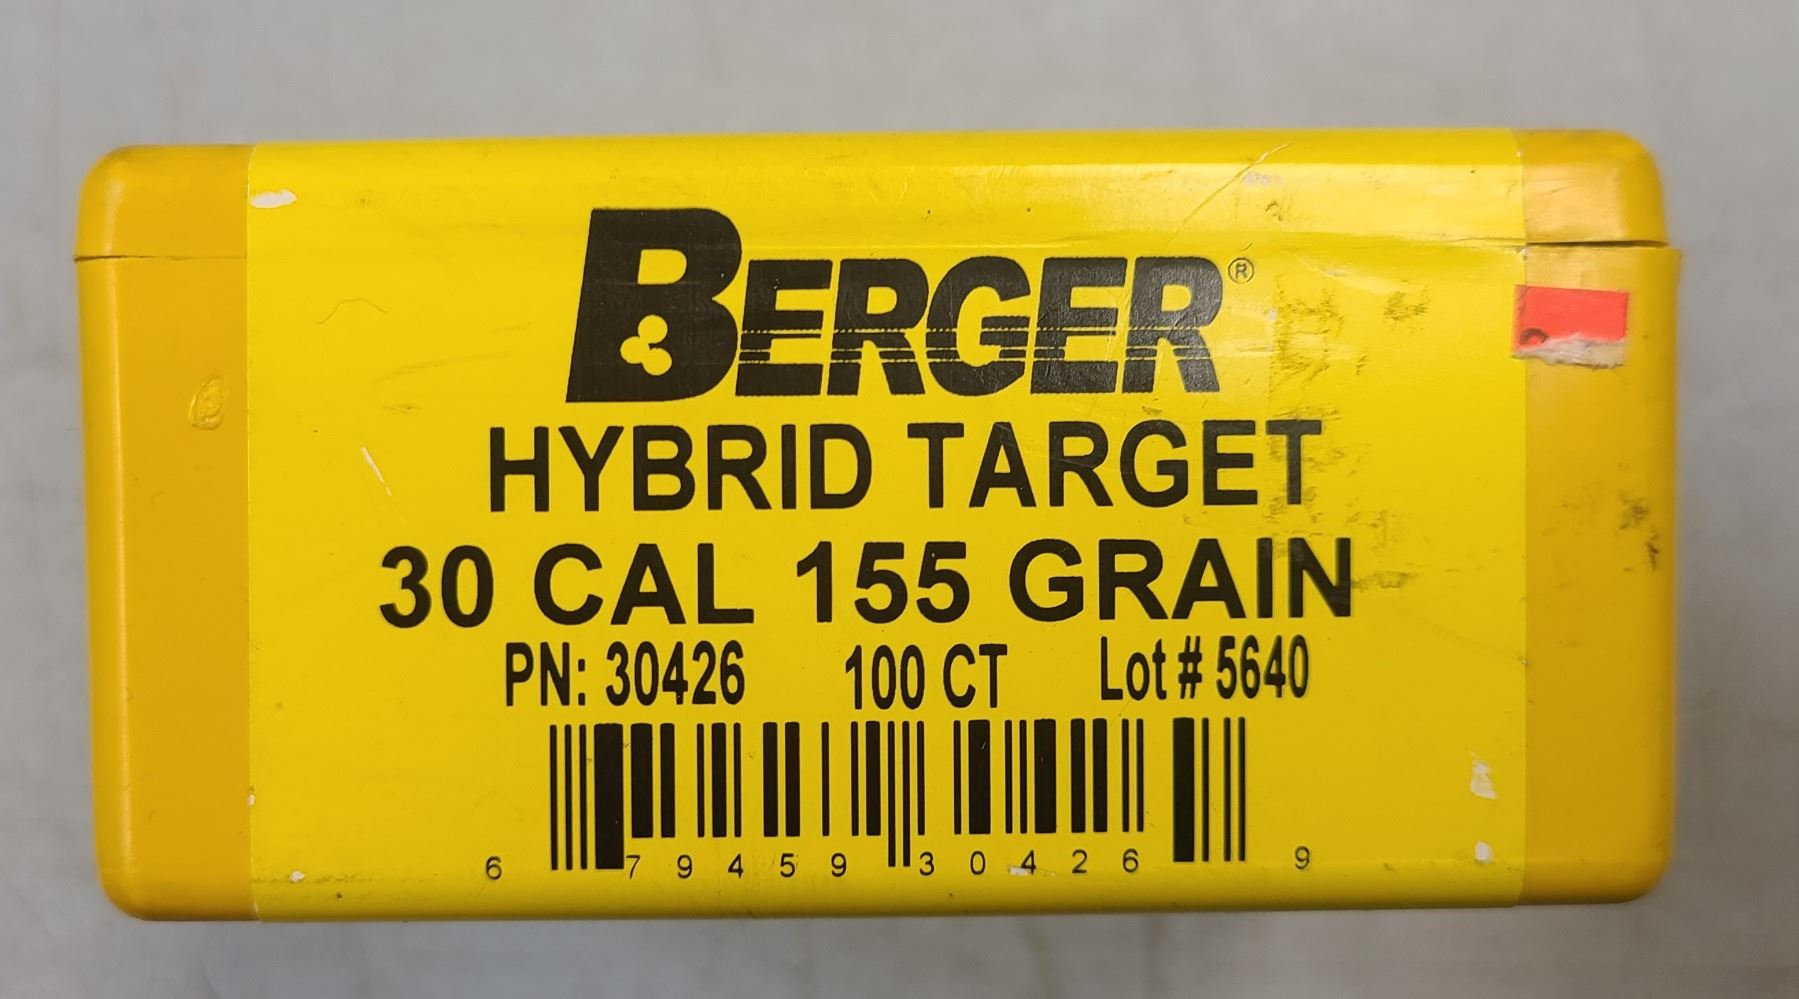 BERGER®
HYBRID TARGET
30 CAL 155 GRAIN
PN: 30426 100 CT Lot # 5640
6 79459 30426 9